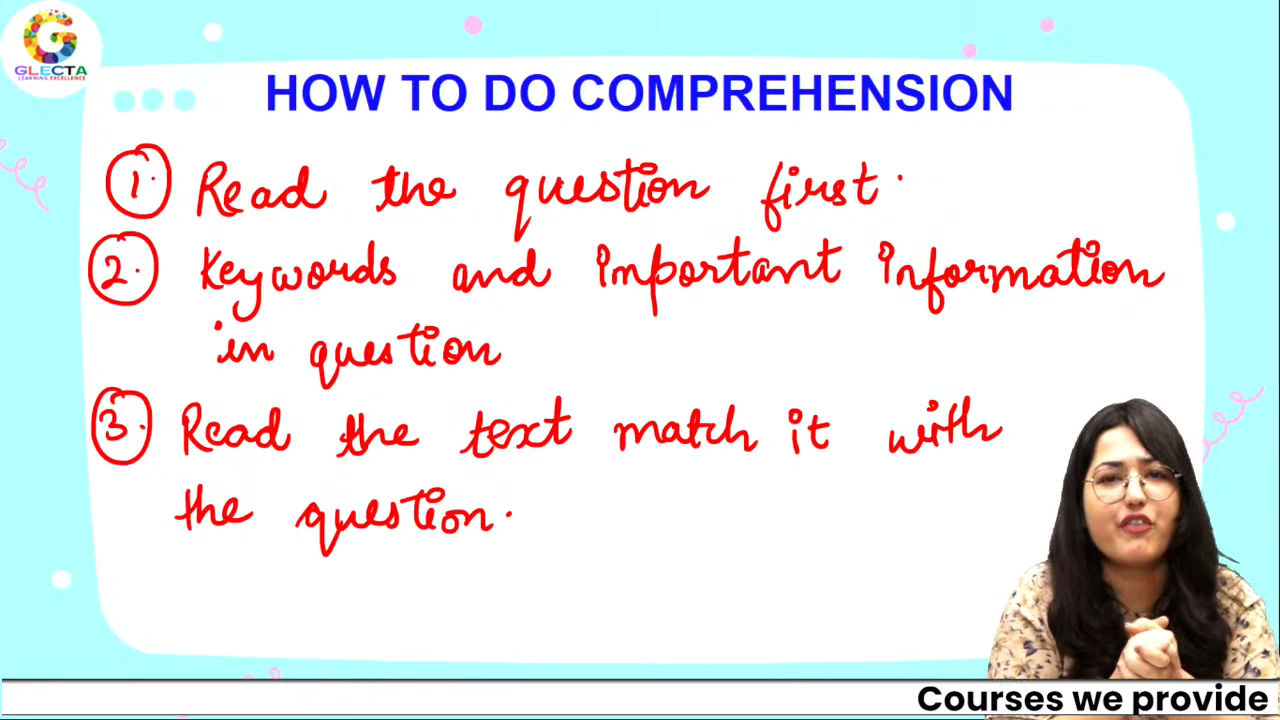 GLECTA
LEARNING EXCELLENCE
HOW TO DO COMPREHENSION
1. Read the question first.
2. Keywords and important information
in question
3. Read the text match it with
the question.
Courses we provide